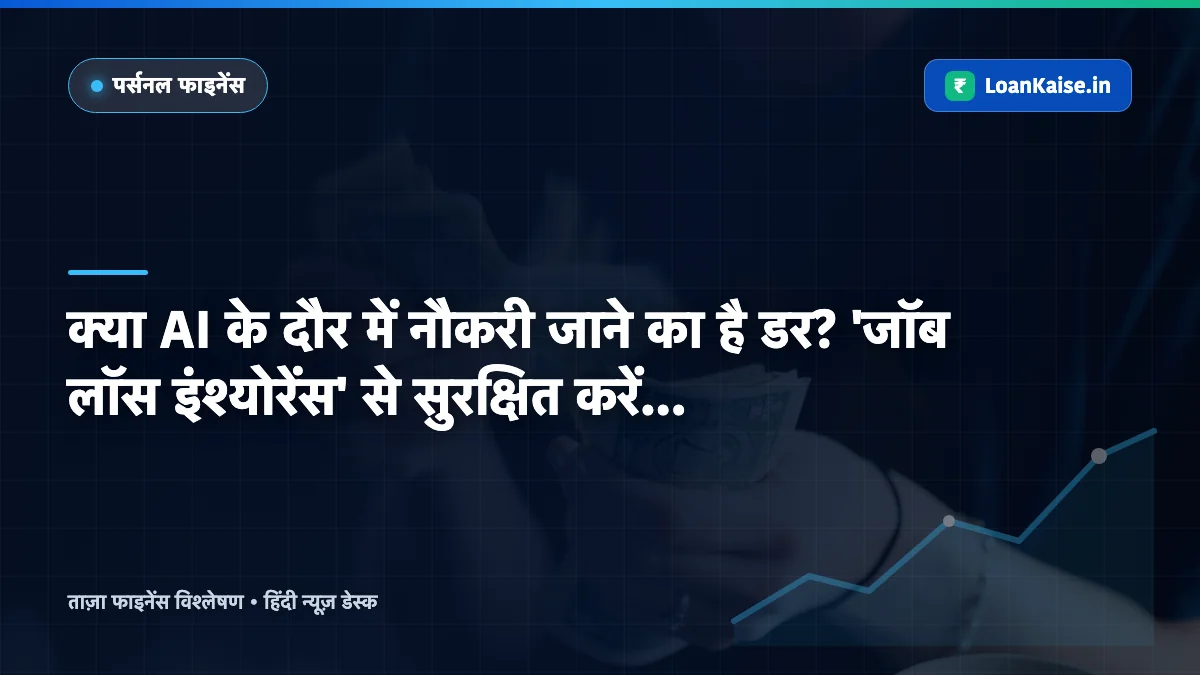 पर्सनल फाइनेंस
₹ LoanKaise.in
क्या AI के दौर में नौकरी जाने का है डर? 'जॉब
लॉस इंश्योरेंस' से सुरक्षित करें...
ताज़ा फाइनेंस विश्लेषण • हिंदी न्यूज़ डेस्क